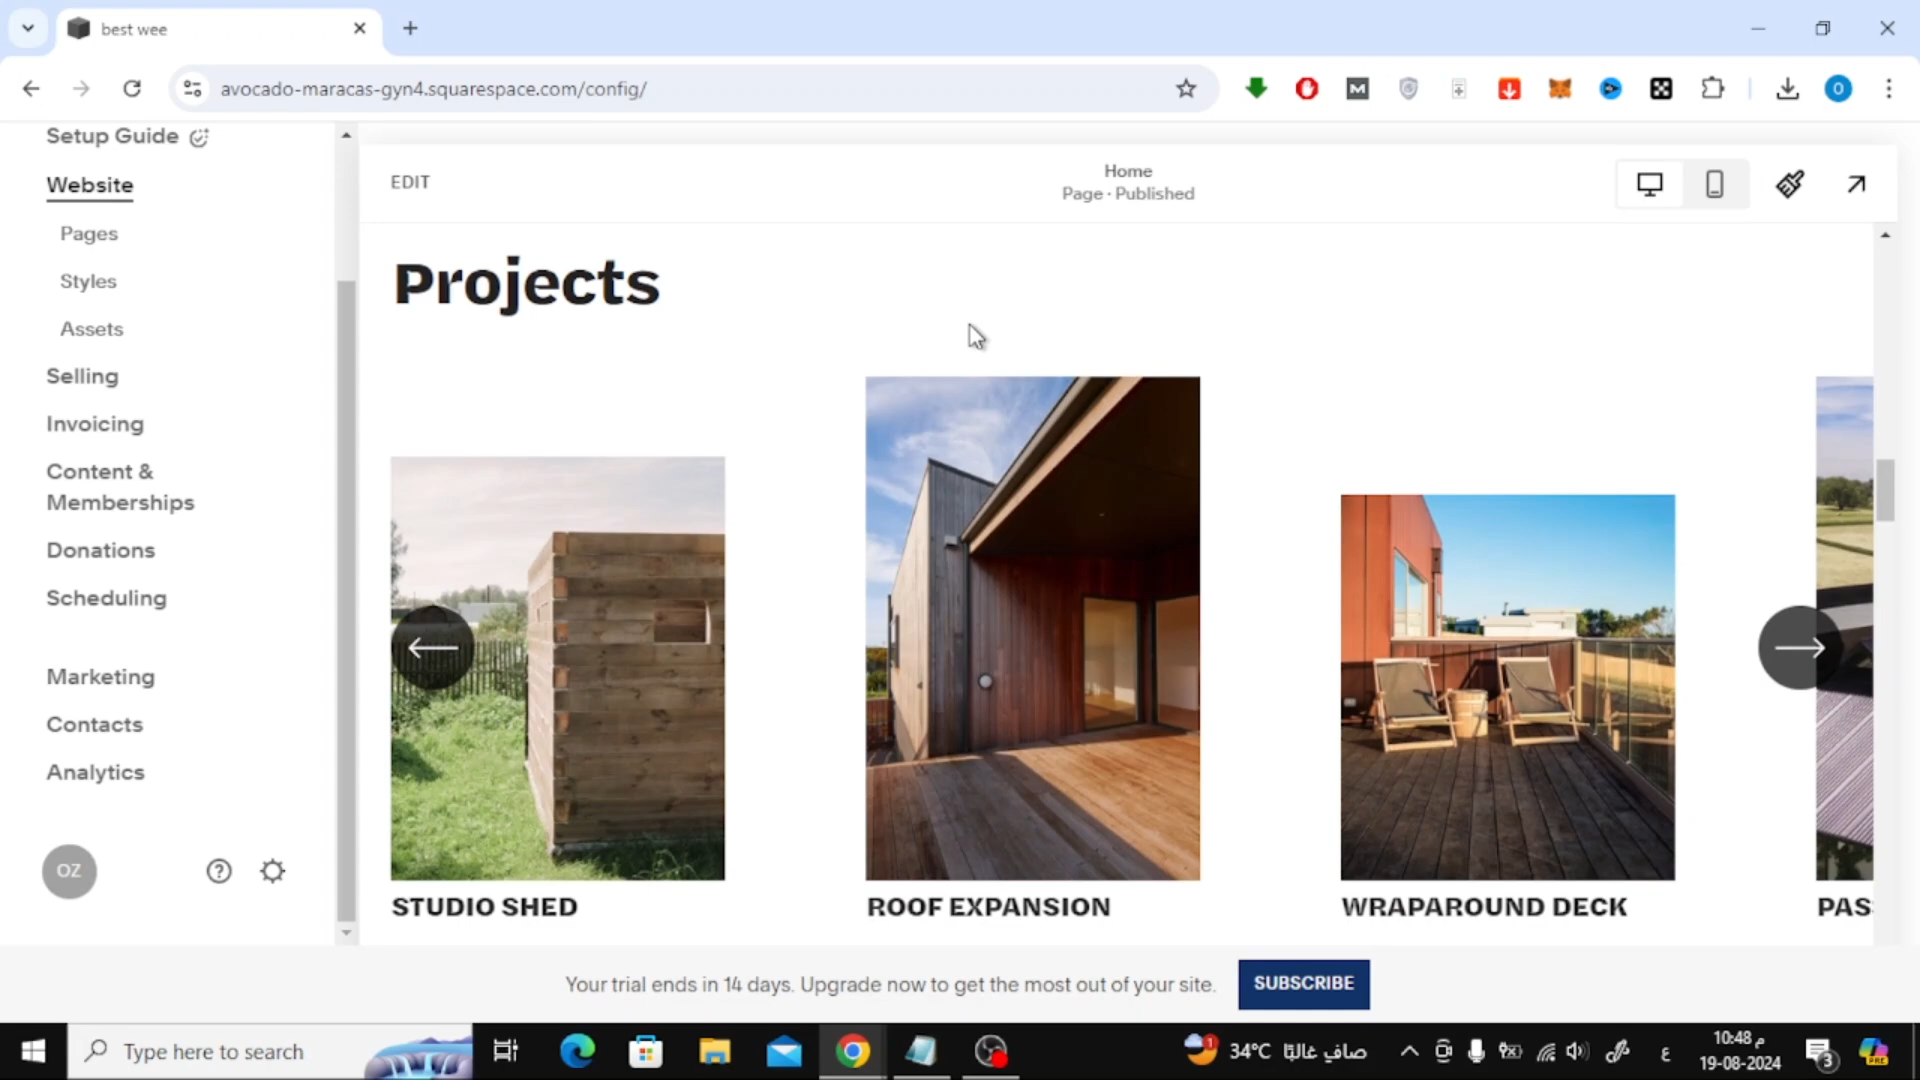 best wee
avocado-maracas-gyn4.squarespace.com/config/
O
Setup Guide
Website
Pages
Styles
Assets
Selling
Invoicing
Content &
Memberships
Donations
Scheduling
Marketing
Contacts
Analytics
OZ
EDIT
Home
Page · Published
Projects
STUDIO SHED
ROOF EXPANSION
WRAPAROUND DECK
PAS
Your trial ends in 14 days. Upgrade now to get the most out of your site.
SUBSCRIBE
Type here to search
1
34°C صافٍ غالبًا
ع
10:48 م
19-08-2024
3
PRE